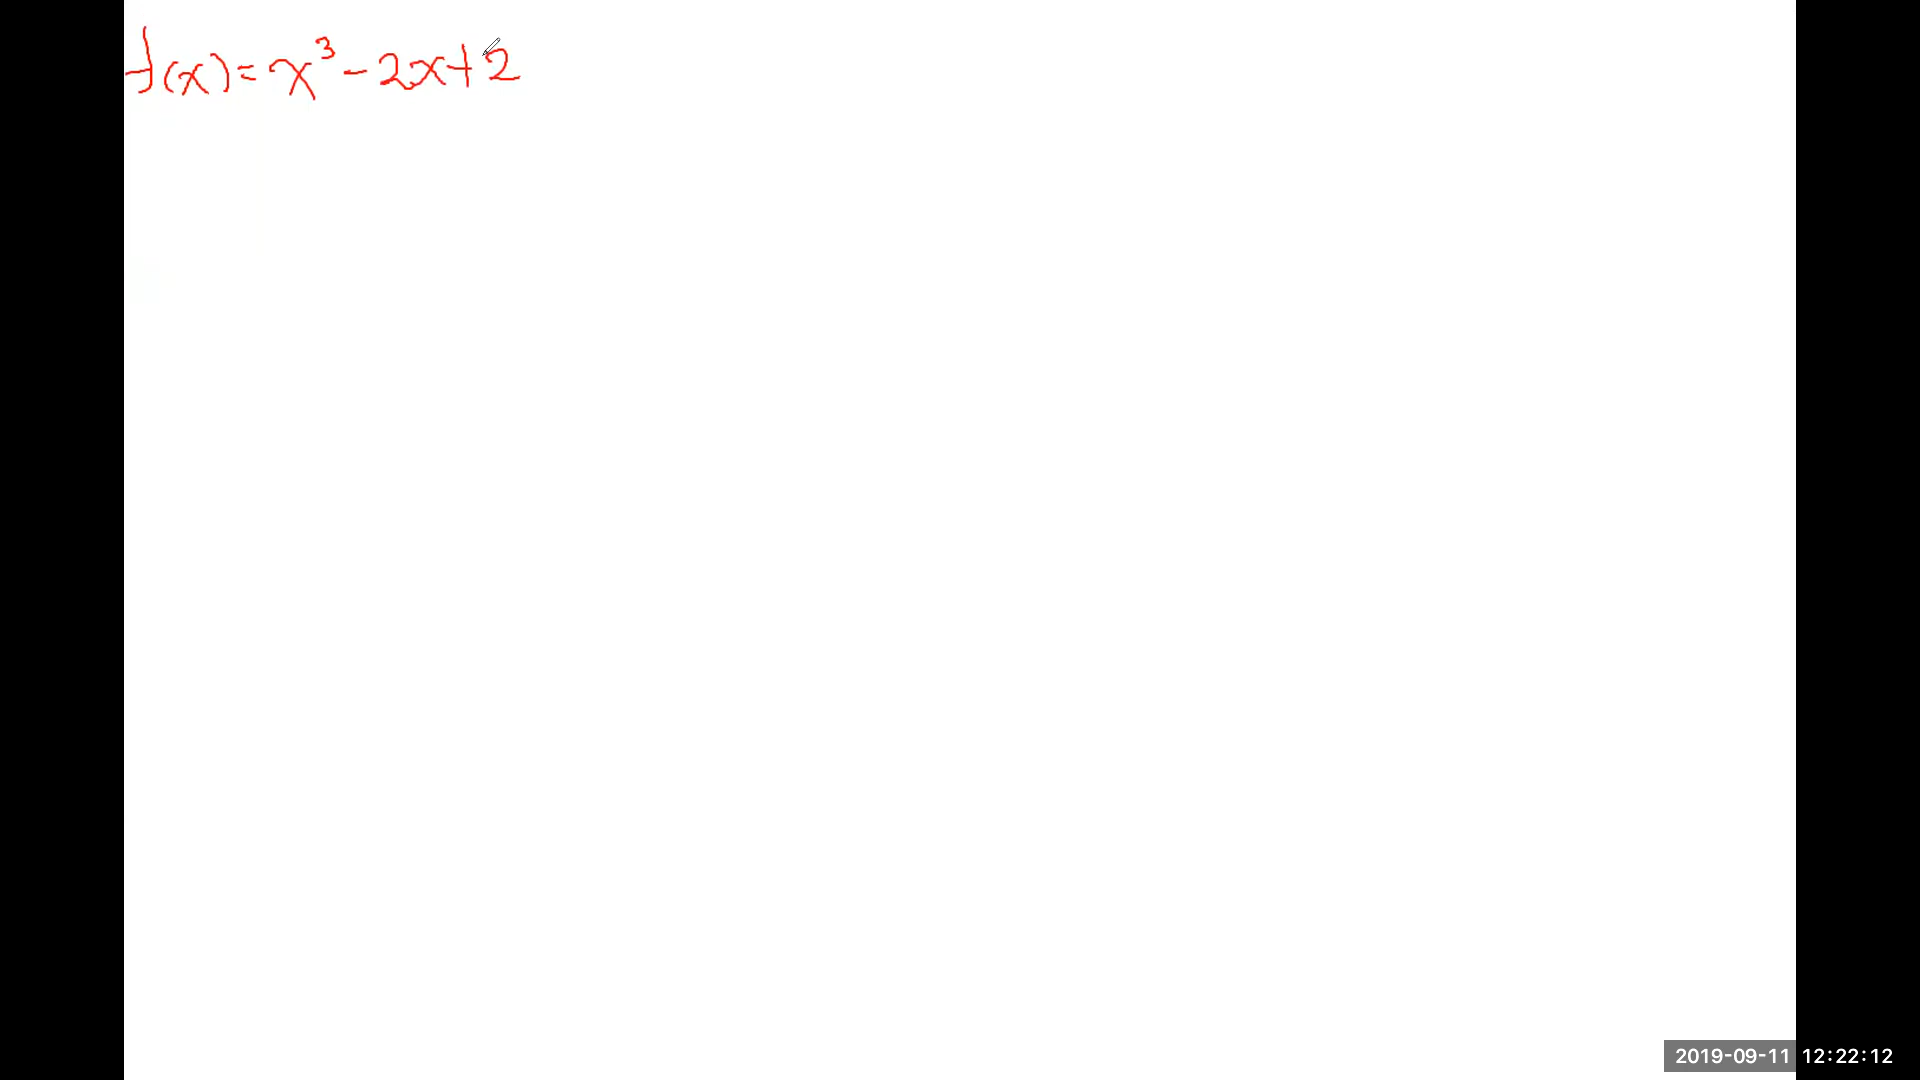 f(x) = x³ - 2x + 2
2019-09-11 12:22:12